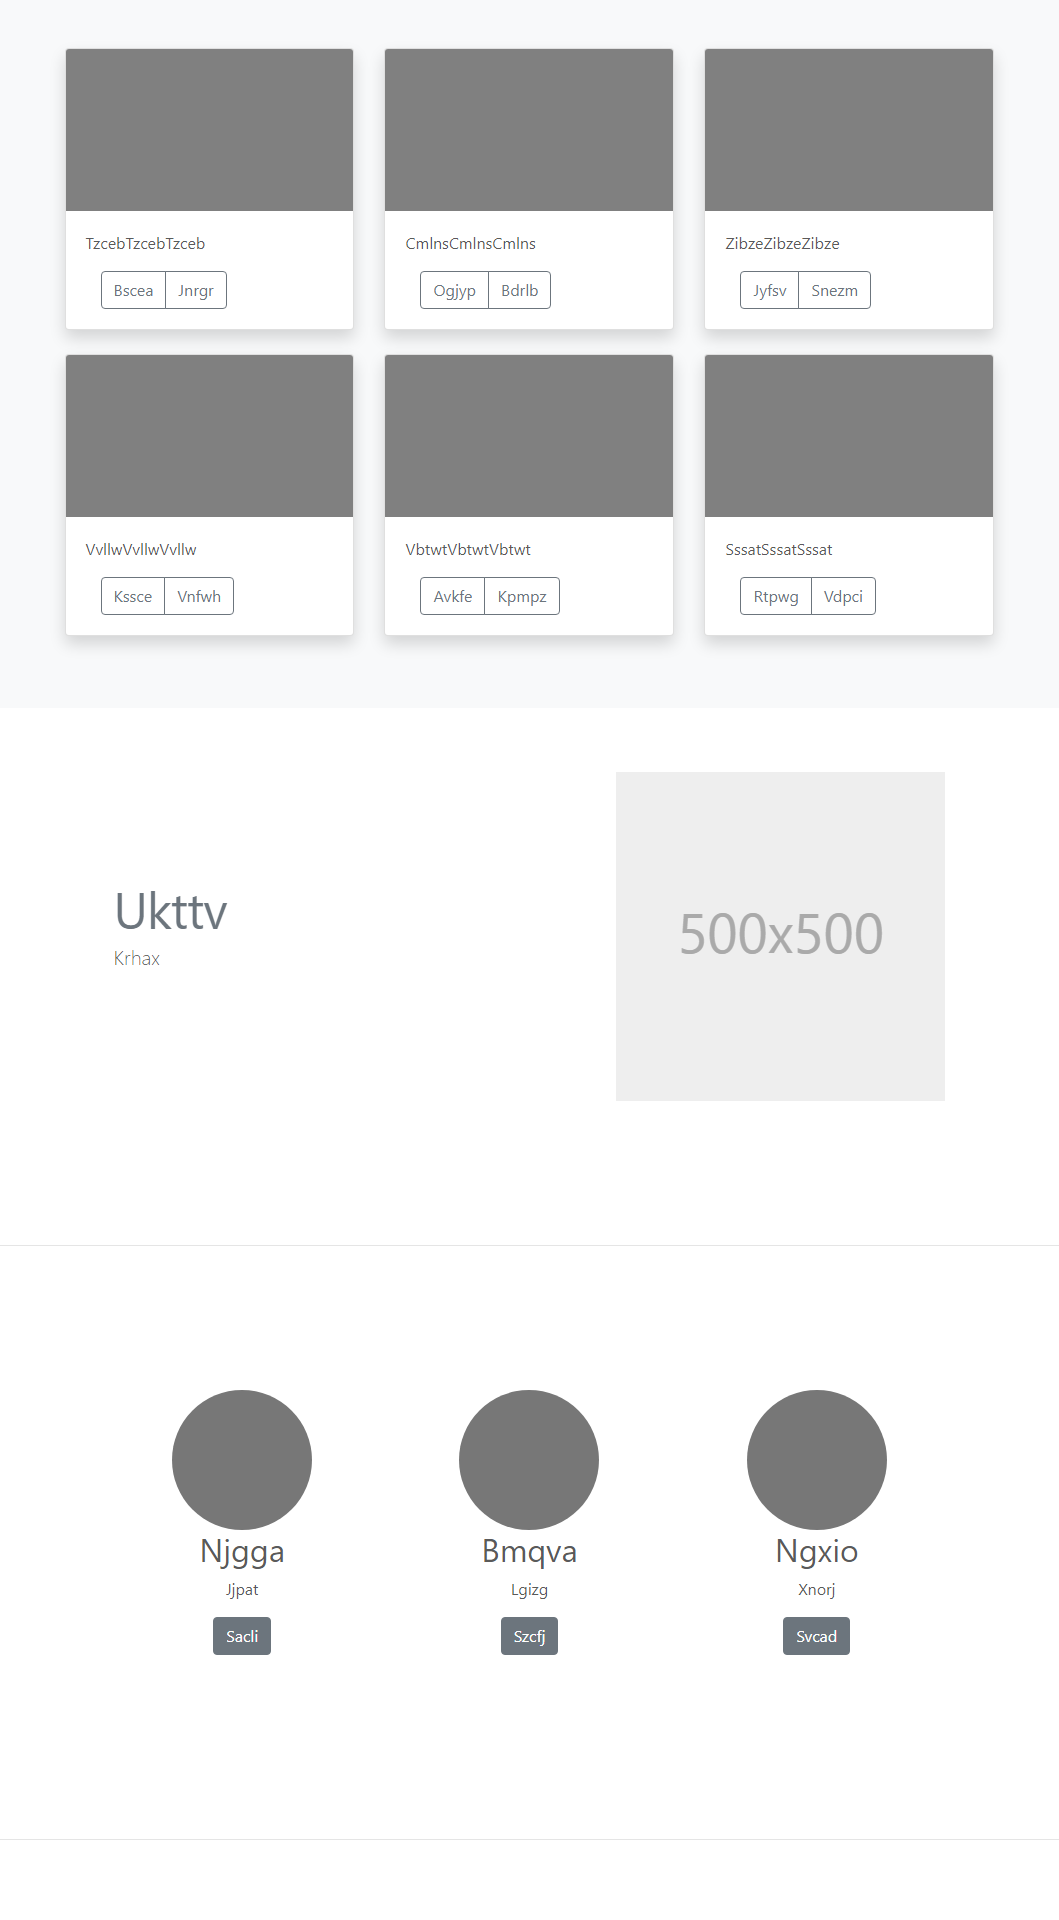 TzcebTzcebTzceb
Bscea Jnrgr
CmlnsCmlnsCmlns
Ogjyp Bdrlb
ZibzeZibzeZibze
Jyfsv Snezm
VvllwVvllwVvllw
Kssce Vnfwh
VbtwtVbtwtVbtwt
Avkfe Kpmpz
SssatSssatSssat
Rtpwg Vdpci
Ukttv
Krhax
500x500
Njgga
Jjpat
Sacli
Bmqva
Lgizg
Szcfj
Ngxio
Xnorj
Svcad